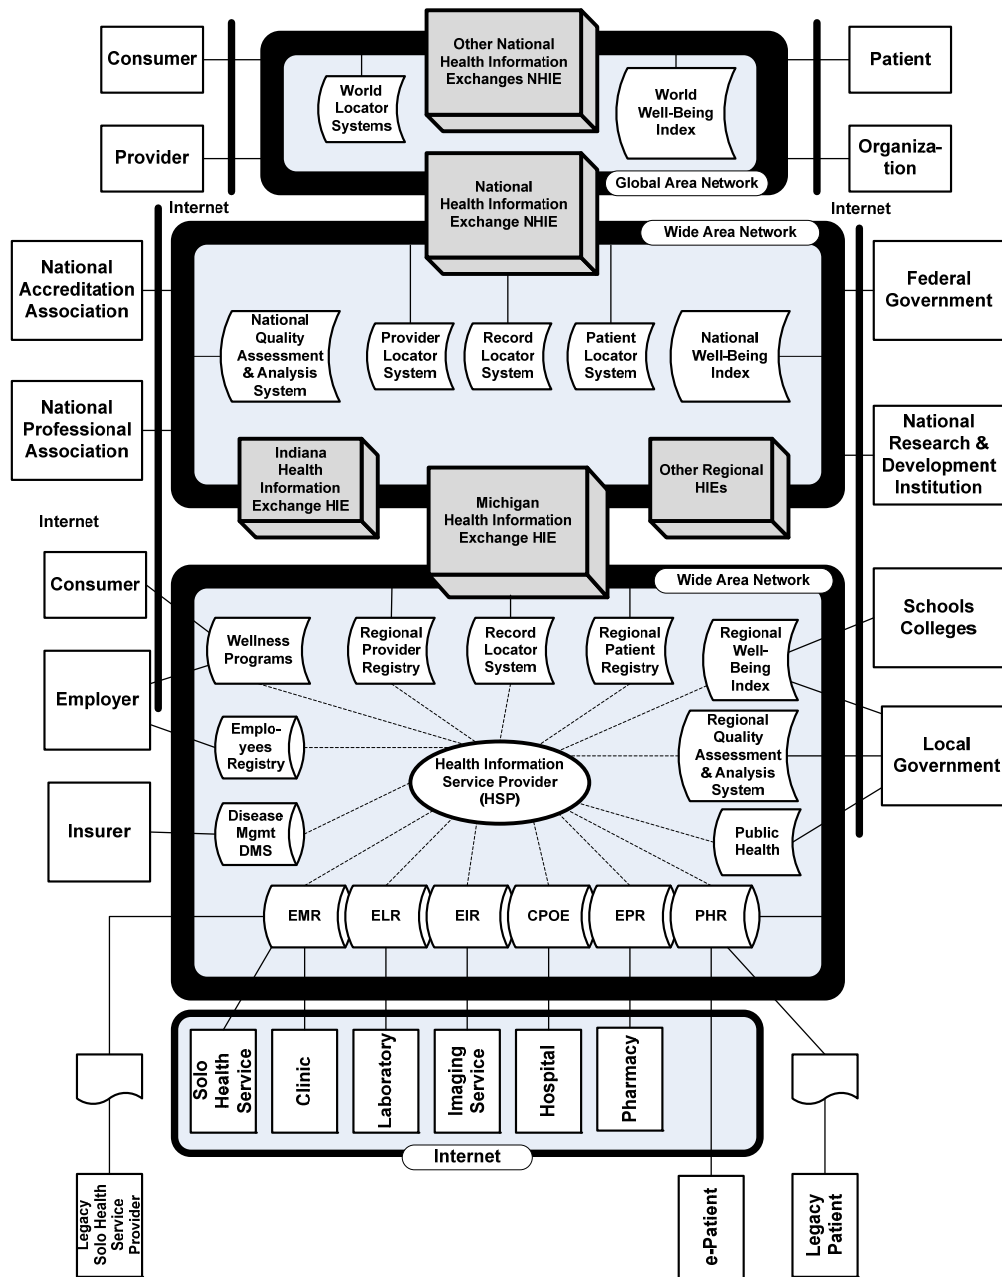 Consumer
Other National
Health Information
Exchanges NHIE
Patient
World
Locator
Systems
World
Well-Being
Index
Provider
Organiza-
tion
Global Area Network
National
Health Information
Exchange NHIE
Internet
Internet
Wide Area Network
National
Accreditation
Association
Federal
Government
National
Quality
Assessment
& Analysis
System
Provider
Locator
System
Record
Locator
System
Patient
Locator
System
National
Well-Being
Index
National
Professional
Association
National
Research &
Development
Institution
Indiana
Health
Information
Exchange HIE
Michigan
Health Information
Exchange HIE
Other Regional
HIEs
Internet
Consumer
Wide Area Network
Schools
Colleges
Wellness
Programs
Regional
Provider
Registry
Record
Locator
System
Regional
Patient
Registry
Regional
Well-
Being
Index
Employer
Emplo-
yees
Registry
Health Information
Service Provider
(HSP)
Regional
Quality
Assessment
& Analysis
System
Local
Government
Insurer
Disease
Mgmt
DMS
Public
Health
EMR
ELR
EIR
CPOE
EPR
PHR
Solo
Health
Service
Clinic
Laboratory
Imaging
Service
Hospital
Pharmacy
Internet
Legacy
Solo Health
Service
Provider
e-Patient
Legacy
Patient